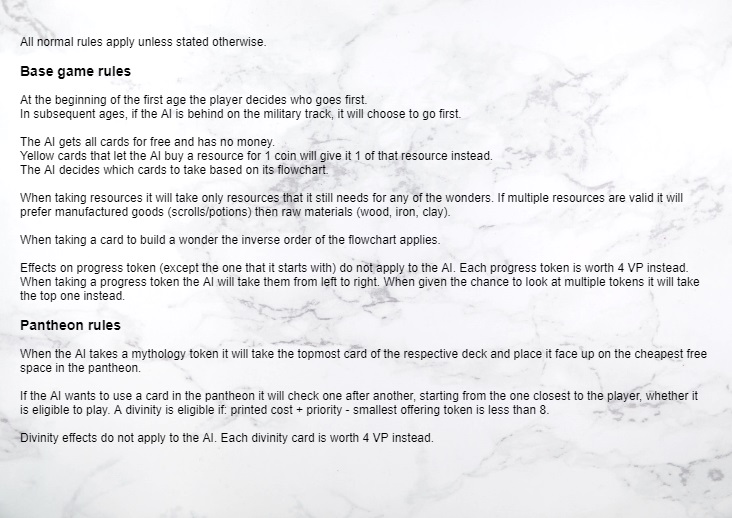 All normal rules apply unless stated otherwise.
Base game rules
At the beginning of the first age the player decides who goes first.
In subsequent ages, if the AI is behind on the military track, it will choose to go first.
The AI gets all cards for free and has no money.
Yellow cards that let the AI buy a resource for 1 coin will give it 1 of that resource instead.
The AI decides which cards to take based on its flowchart.
When taking resources it will take only resources that it still needs for any of the wonders. If multiple resources are valid it will
prefer manufactured goods (scrolls/potions) then raw materials (wood, iron, clay).
When taking a card to build a wonder the inverse order of the flowchart applies.
Effects on progress token (except the one that it starts with) do not apply to the AI. Each progress token is worth 4 VP instead.
When taking a progress token the AI will take them from left to right. When given the chance to look at multiple tokens it will take
the top one instead.
Pantheon rules
When the AI takes a mythology token it will take the topmost card of the respective deck and place it face up on the cheapest free
space in the pantheon.
If the AI wants to use a card in the pantheon it will check one after another, starting from the one closest to the player, whether it
is eligible to play. A divinity is eligible if: printed cost + priority - smallest offering token is less than 8.
Divinity effects do not apply to the AI. Each divinity card is worth 4 VP instead.